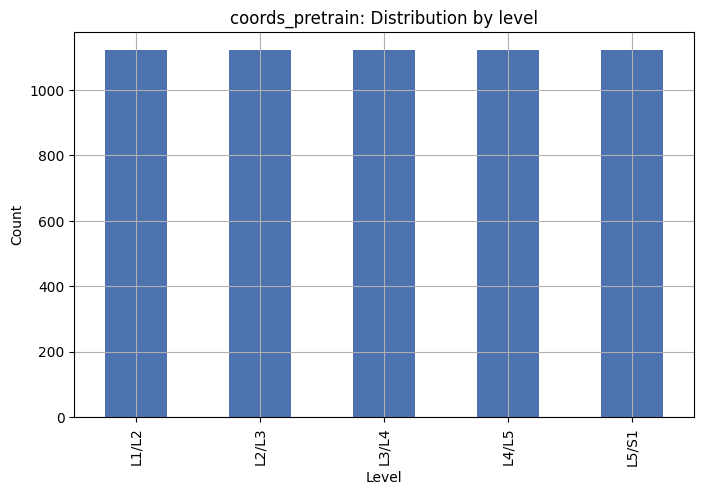 coords_pretrain: Distribution by level
Count
1000
800
600
400
200
0
L1/L2
L2/L3
L3/L4
L4/L5
L5/S1
Level